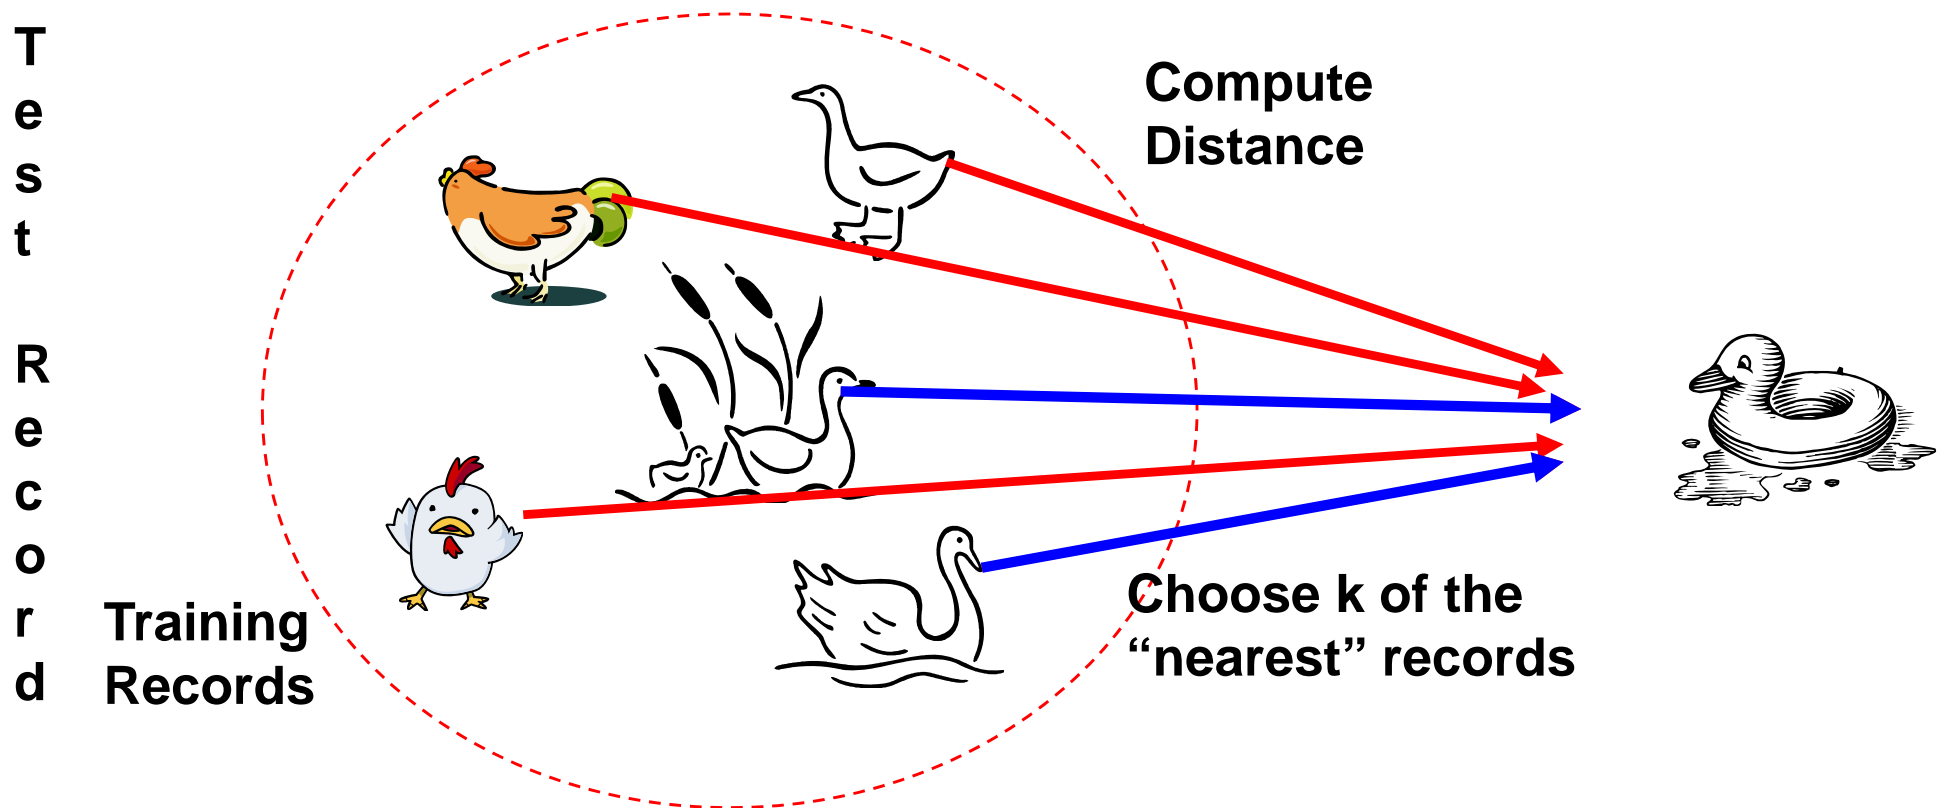 Test Record
Compute
Distance
Training
Records
Choose k of the
“nearest” records